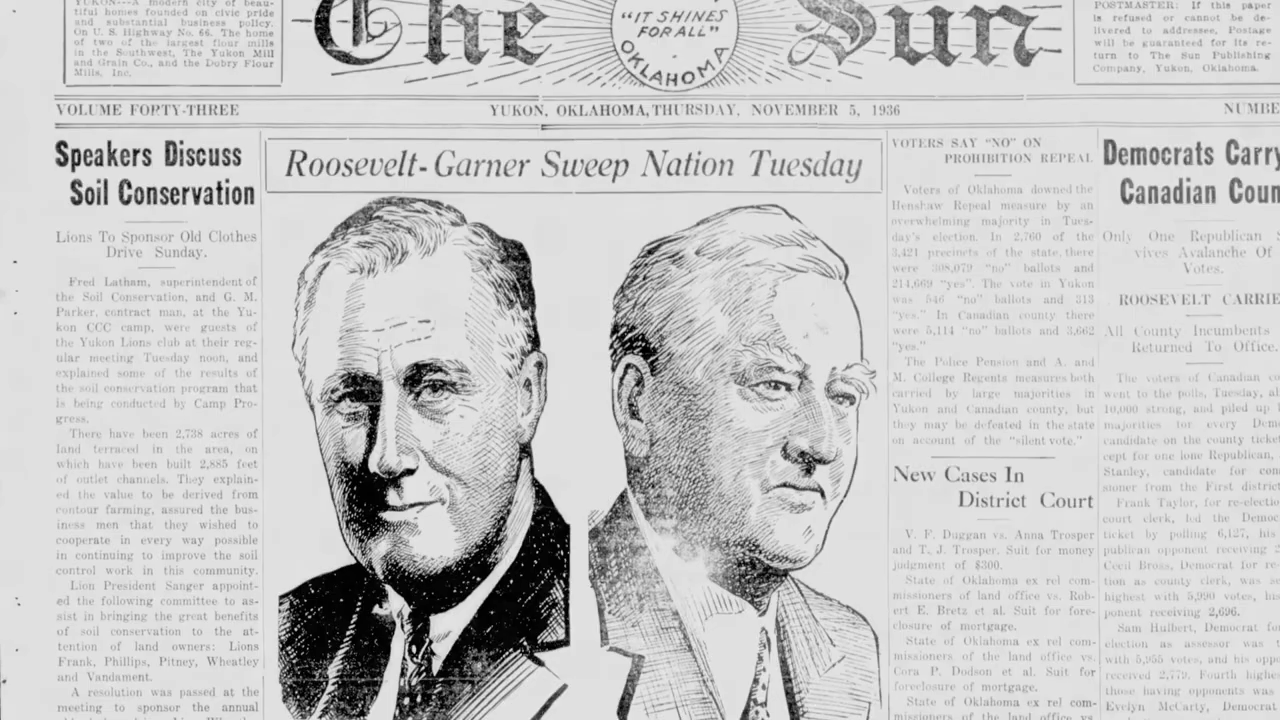 YUKON---A modern city of beau-
tiful homes founded on civic pride
and substantial business policy.
On U. S. Highway No. 66. The home
of two of the largest flour mills
in the Southwest, The Yukon Mill
and Grain Co., and the Dobry Flour
Mills, Inc.
The Sun
"IT SHINES
FOR ALL"
OKLAHOMA
POSTMASTER: If this paper
is refused or cannot be de-
livered to addressee, Postage
will be guaranteed for its re-
turn to The Sun Publishing
Company, Yukon, Oklahoma.
VOLUME FORTY-THREE
YUKON, OKLAHOMA, THURSDAY, NOVEMBER 5, 1936
NUMBE
Speakers Discuss
Soil Conservation
Lions To Sponsor Old Clothes
Drive Sunday.
Fred Latham, superintendent of
the Soil Conservation, and G. M.
Parker, contract man, at the Yu-
kon CCC camp, were guests of
the Yukon Lions club at their reg-
ular meeting Tuesday noon, and
explained some of the results of
the soil conservation program that
is being conducted by Camp Pro-
gress.
There have been 2,738 acres of
land terraced in the area, on
which have been built 2,885 feet
of outlet channels. They explain-
ed the value to be derived from
contour farming, assured the bus-
iness men that they wished to
cooperate in every way possible
in continuing to improve the soil
control work in this community.
Lion President Sanger appoint-
ed the following committee to as-
sist in bringing the great benefits
of soil conservation to the at-
tention of land owners: Lions
Frank, Phillips, Pitney, Wheatley
and Vandament.
A resolution was passed at the
meeting to sponsor the annual
Roosevelt-Garner Sweep Nation Tuesday
VOTERS SAY "NO" ON
PROHIBITION REPEAL
Voters of Oklahoma downed the
Henshaw Repeal measure by an
overwhelming majority in Tues-
day's election. In 2,760 of the
3,421 precincts of the state, there
were 308,079 "no" ballots and
214,669 "yes". The vote in Yukon
was 546 "no" ballots and 313
"yes." In Canadian county there
were 5,114 "no" ballots and 3,662
"yes."
The Police Pension and A. and
M. College Regents measures both
carried by large majorities in
Yukon and Canadian county, but
they may be defeated in the state
on account of the "silent vote."
New Cases In
District Court
V. F. Duggan vs. Anna Trosper
and T. J. Trosper. Suit for money
judgment of $300.
State of Oklahoma ex rel com-
missioners of land office vs. Rob-
ert E. Bretz et al. Suit for fore-
closure of mortgage.
State of Oklahoma ex rel com-
missioners of the land office vs.
Cora P. Dodson et al. Suit for
foreclosure of mortgage.
State of Oklahoma ex rel com-
missioners of the land office vs.
Democrats Carry
Canadian Coun
Only One Republican S
vives Avalanche Of
Votes.
ROOSEVELT CARRIE
All County Incumbents
Returned To Office.
The voters of Canadian co
went to the polls, Tuesday, ab
10,000 strong, and piled up
majorities for every Dem
candidate on the county ticke
cept for one lone Republican,
Stanley, candidate for com
sioner from the First district
Frank Taylor, for re-electio
court clerk, led the Democ
ticket by polling 6,127, his
publican opponent receiving
Cecil Bross, Democrat for re-
tion as county clerk, was se
highest with 5,990 votes, his
ponent receiving 2,696.
Sam Hulbert, Democrat for
election as assessor was
with 5,955 votes, and his oppo
received 2,779. Fourth highes
those having opponents was
Evelyn McCarty, Democrat